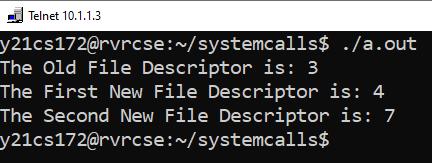 Telnet 10.1.1.3
y21cs172@rvrcse:~/systemcalls$ ./a.out
The Old File Descriptor is: 3
The First New File Descriptor is: 4
The Second New File Descriptor is: 7
y21cs172@rvrcse:~/systemcalls$